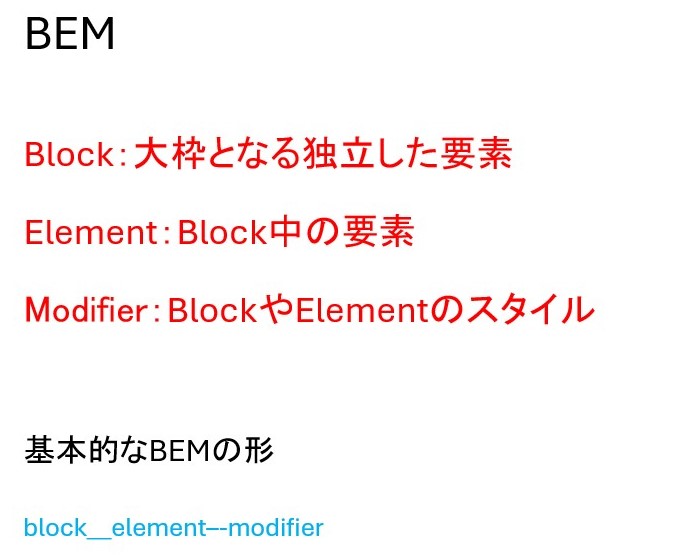 BEM
Block：大枠となる独立した要素
Element：Block中の要素
Modifier：BlockやElementのスタイル
基本的なBEMの形
block__element–-modifier